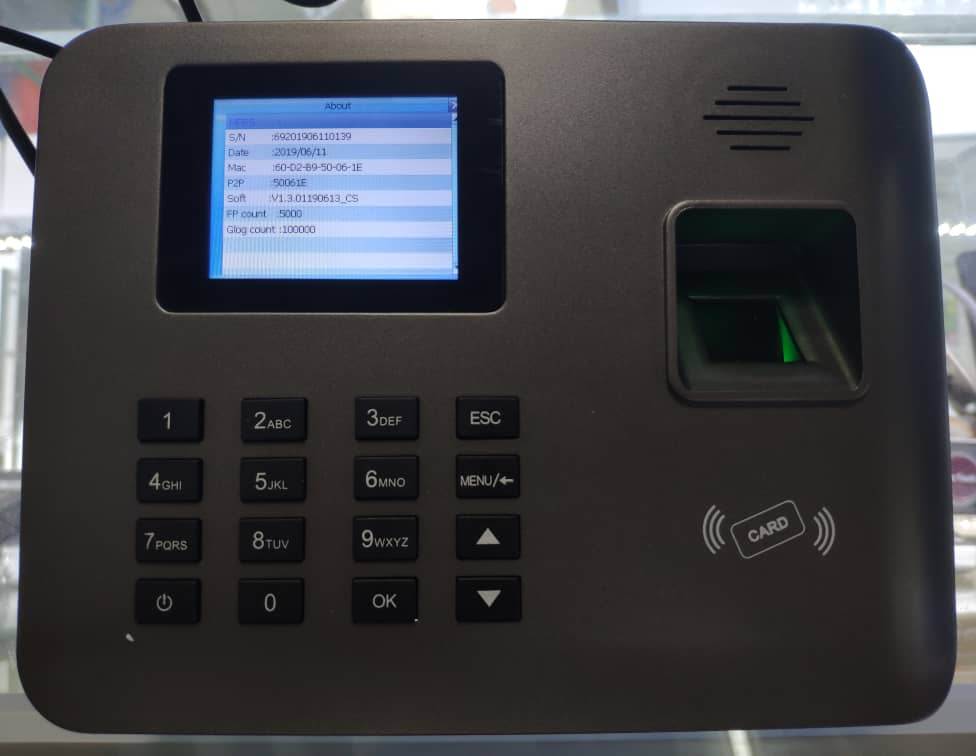 About
S/N :69201906110139
Date :2019/06/11
Mac :60-D2-B9-50-06-1E
P2P :50061E
Soft :V1.3.01190613_CS
FP count :5000
Glog count :100000
1 2ABC 3DEF ESC
4GHI 5JKL 6MNO MENU/←
7PQRS 8TUV 9WXYZ ▲
0 OK ▼
CARD